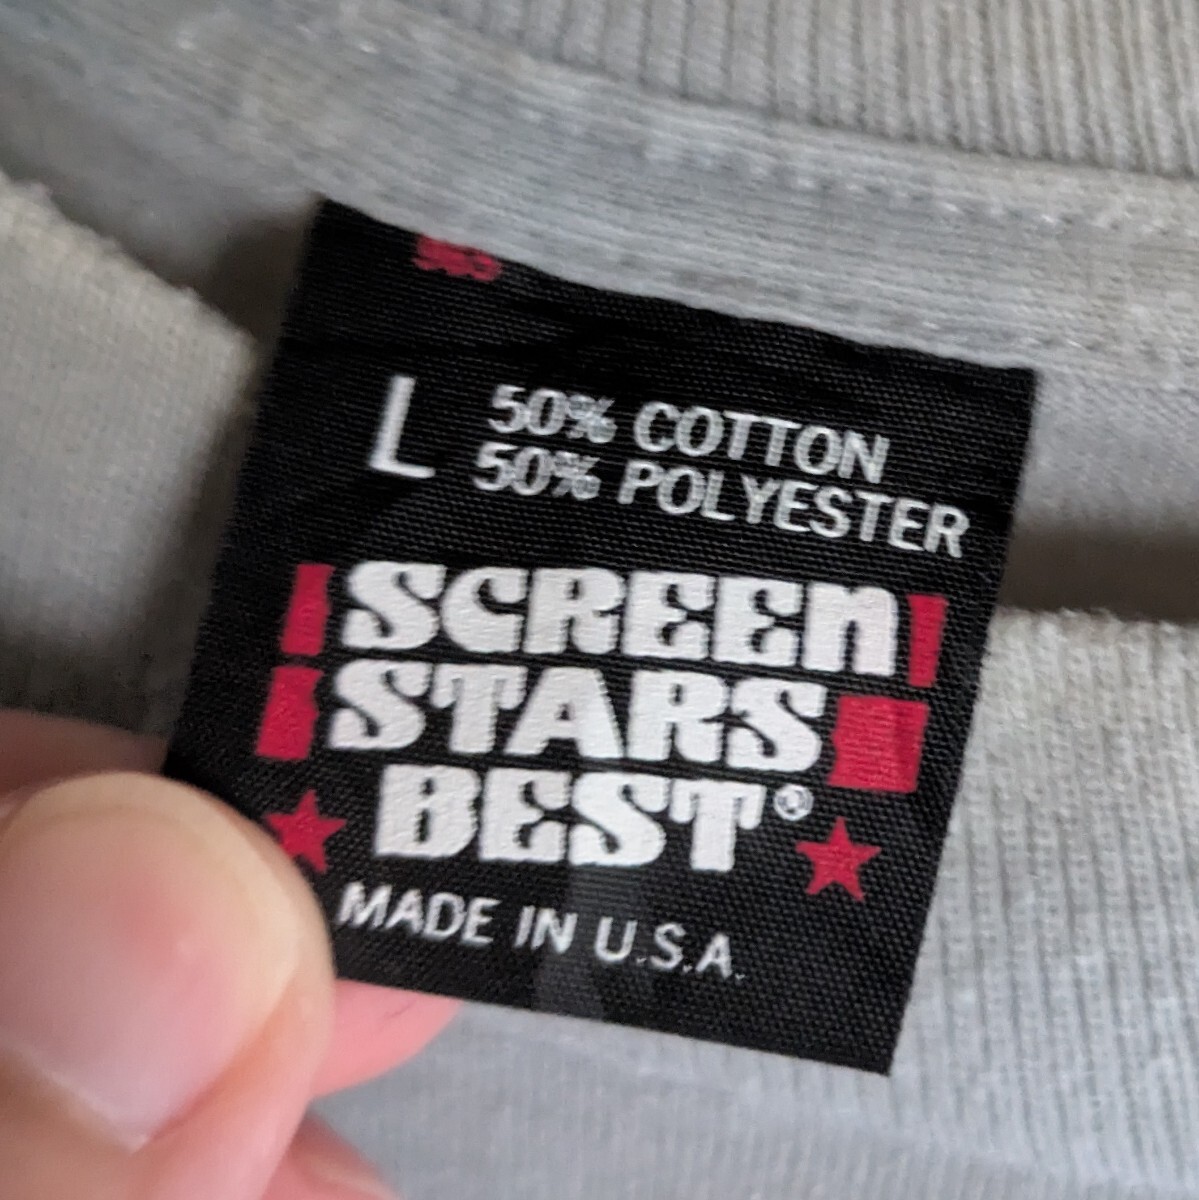 L 50% COTTON
50% POLYESTER
SCREEN
STARS
BEST®
MADE IN U.S.A.